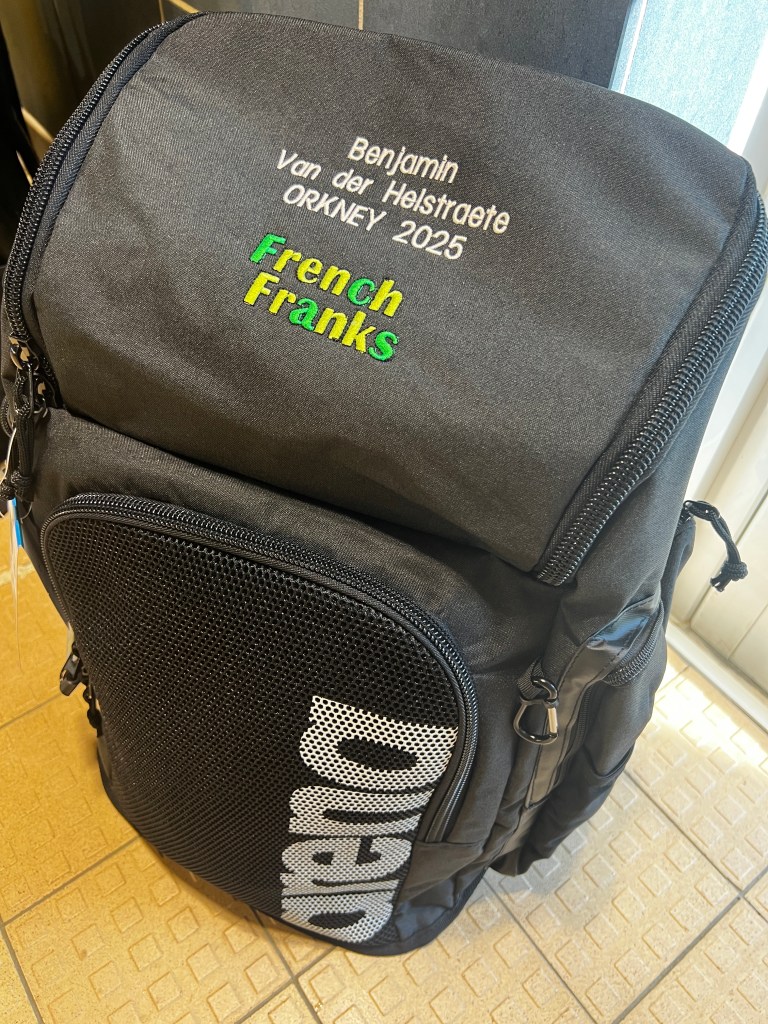 Benjamin
Van der Helstraete
ORKNEY 2025
French
Franks
arena